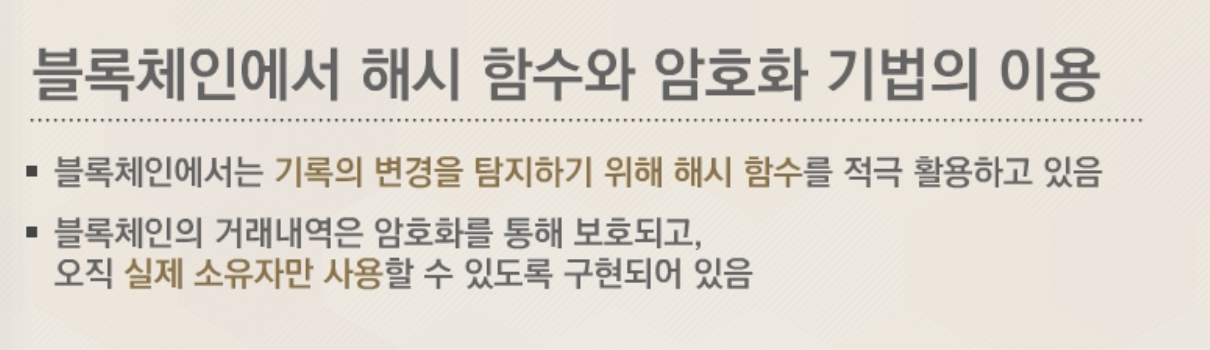 블록체인에서 해시 함수와 암호화 기법의 이용
▪ 블록체인에서는 기록의 변경을 탐지하기 위해 해시 함수를 적극 활용하고 있음
▪ 블록체인의 거래내역은 암호화를 통해 보호되고,
오직 실제 소유자만 사용할 수 있도록 구현되어 있음